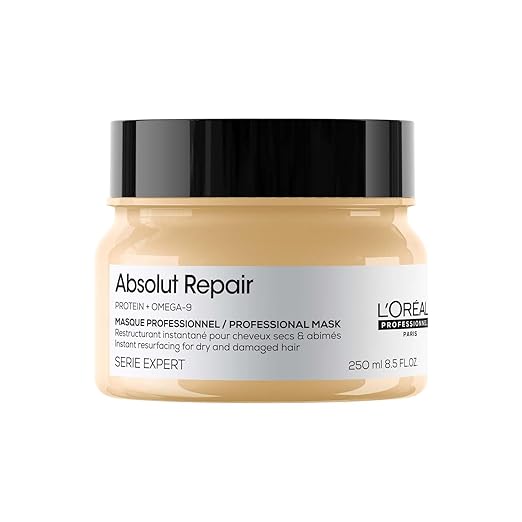 Absolut Repair
PROTEIN + OMEGA-9
MASQUE PROFESSIONNEL / PROFESSIONAL MASK
Restructurant instantané pour cheveux secs & abimés
Instant resurfacing for dry and damaged hair
SERIE EXPERT
L'ORÉAL
PROFESSIONNEL
PARIS
250 ml 8.5 FL.OZ.